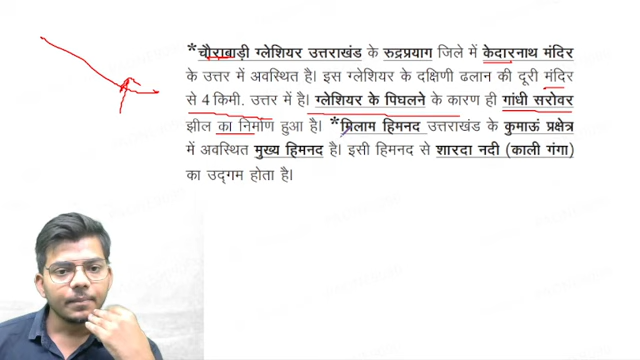 *चौराबाड़ी ग्लेशियर उत्तराखंड के रुद्रप्रयाग जिले में केदारनाथ मंदिर
के उत्तर में अवस्थित है। इस ग्लेशियर के दक्षिणी ढलान की दूरी मंदिर
से 4 किमी. उत्तर में है। ग्लेशियर के पिघलने के कारण ही गांधी सरोवर
झील का निर्माण हुआ है। *मिलाम हिमनद उत्तराखंड के कुमाऊं प्रक्षेत्र
में अवस्थित मुख्य हिमनद है। इसी हिमनद से शारदा नदी (काली गंगा)
का उद्गम होता है।